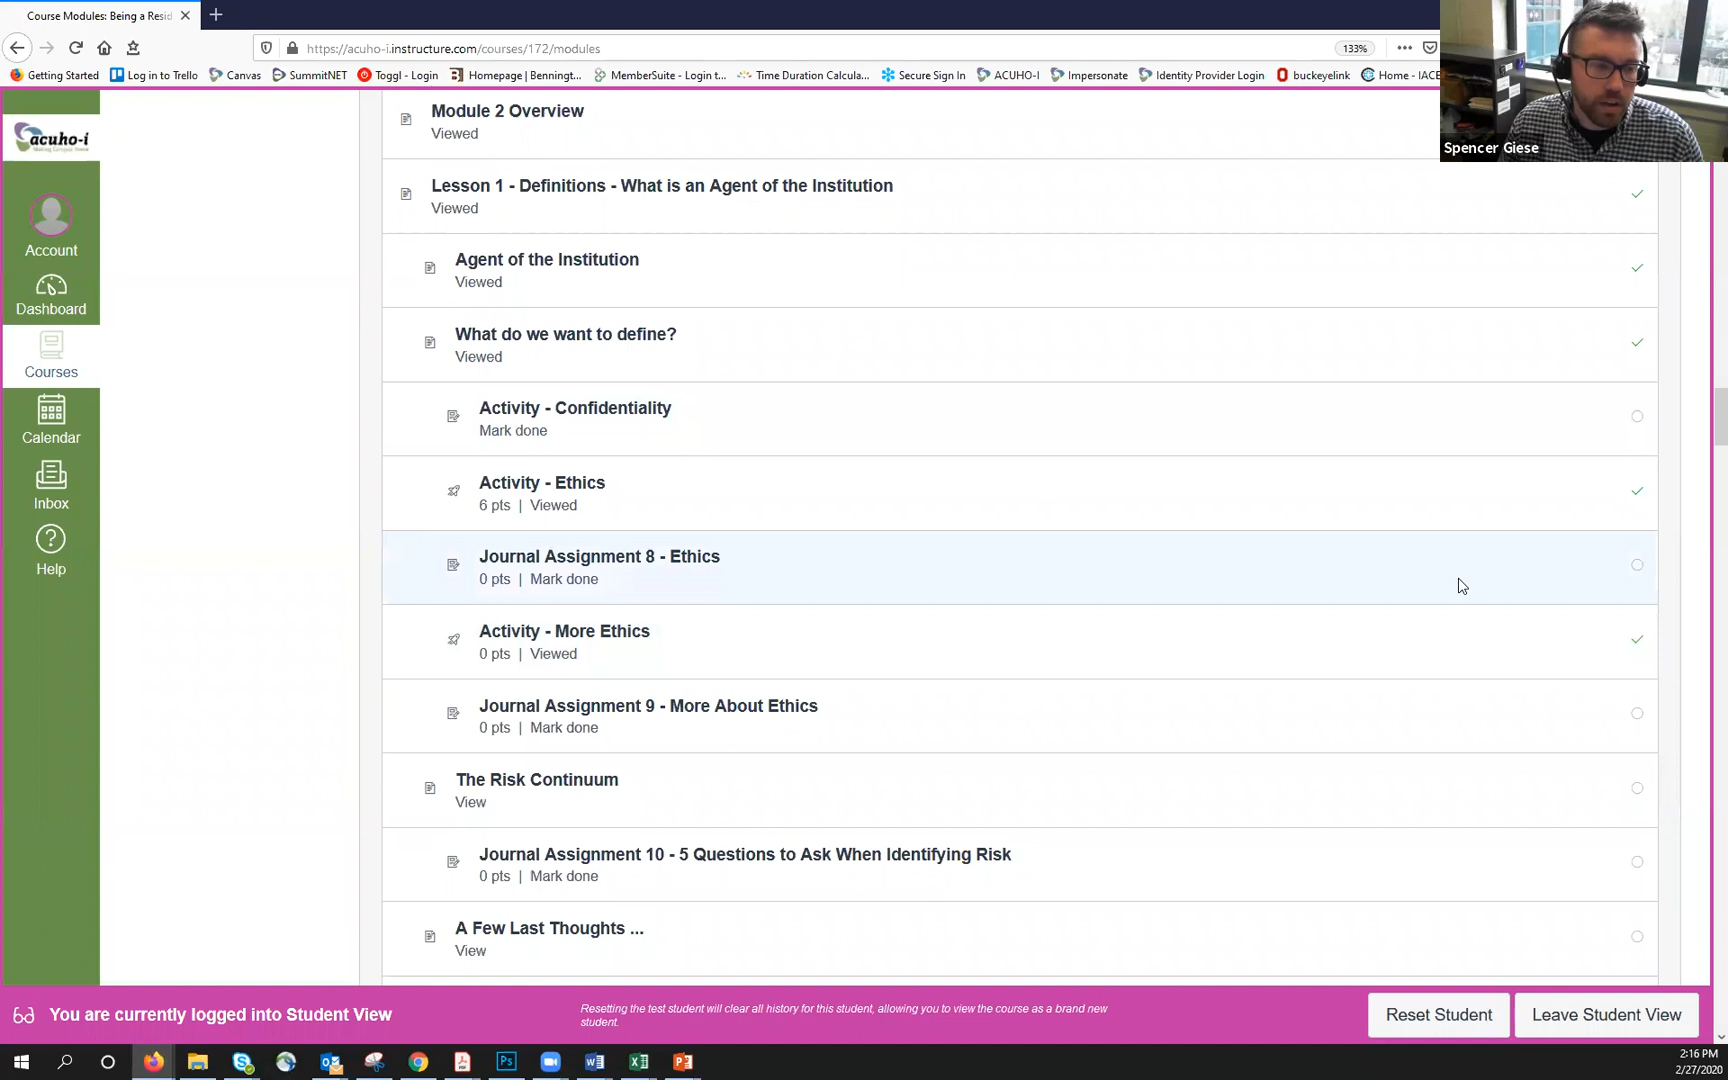 Course Modules: Being a Resid
https://acuho-i.instructure.com/courses/172/modules
133%
Getting Started
Log in to Trello
Canvas
SummitNET
Toggl - Login
Homepage | Benningt...
MemberSuite - Login t...
Time Duration Calcula...
Secure Sign In
ACUHO-I
Impersonate
Identity Provider Login
buckeyelink
Home - IACE
Spencer Giese
acuho-i
Account
Dashboard
Courses
Calendar
Inbox
Help
Module 2 Overview
Viewed
Lesson 1 - Definitions - What is an Agent of the Institution
Viewed
Agent of the Institution
Viewed
What do we want to define?
Viewed
Activity - Confidentiality
Mark done
Activity - Ethics
6 pts | Viewed
Journal Assignment 8 - Ethics
0 pts | Mark done
Activity - More Ethics
0 pts | Viewed
Journal Assignment 9 - More About Ethics
0 pts | Mark done
The Risk Continuum
View
Journal Assignment 10 - 5 Questions to Ask When Identifying Risk
0 pts | Mark done
A Few Last Thoughts ...
View
You are currently logged into Student View
Resetting the test student will clear all history for this student, allowing you to view the course as a brand new
student.
Reset Student
Leave Student View
2:16 PM
2/27/2020